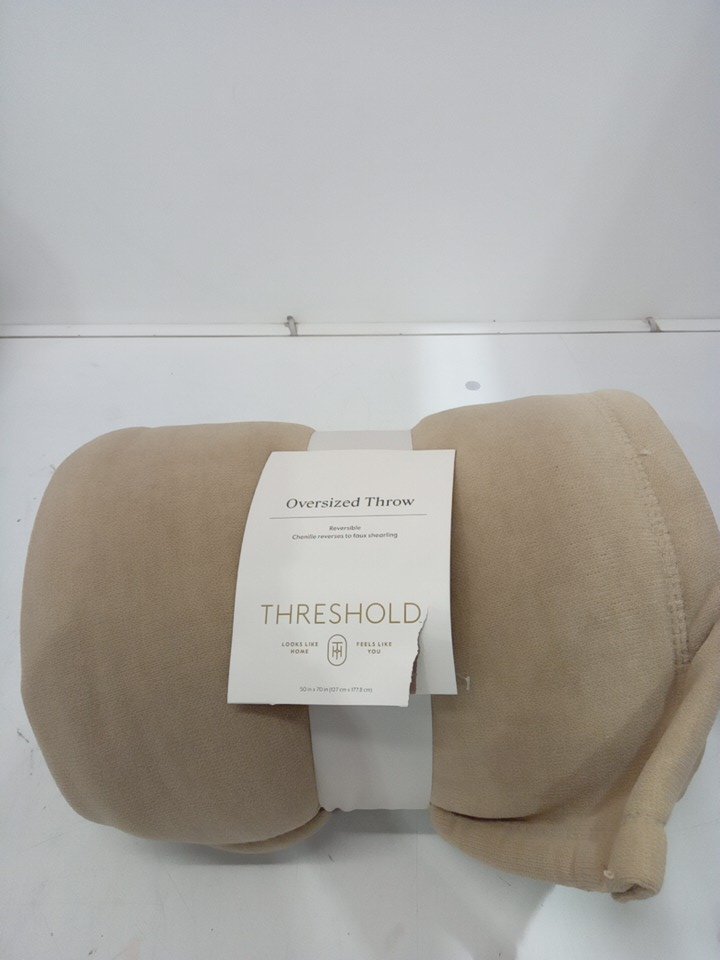 Oversized Throw
Reversible
Chenille reverses to faux shearling
THRESHOLD
LOOKS LIKE HOME
FEELS LIKE YOU
50 in x 70 in (127 cm x 177.8 cm)